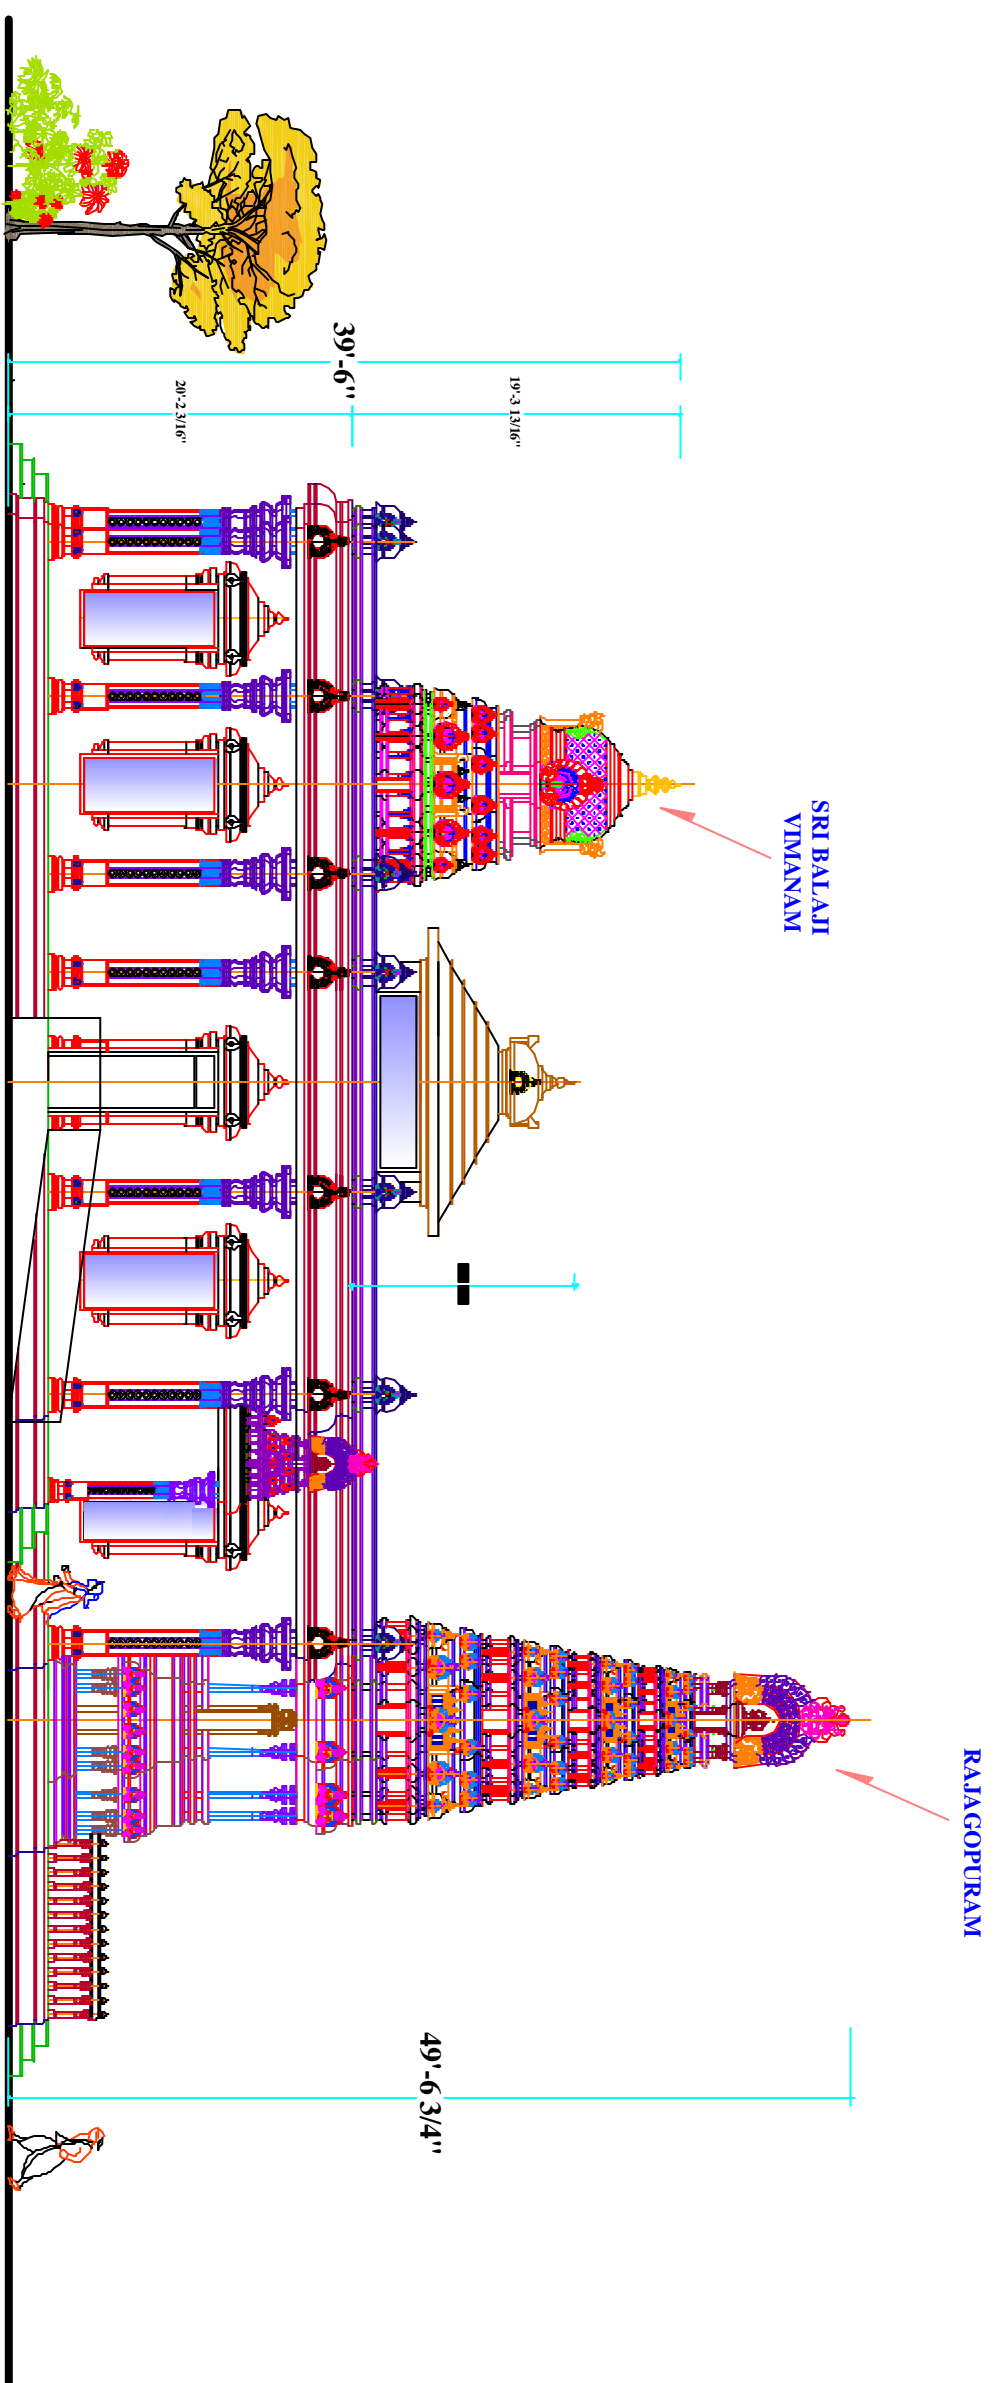 39'-6"
20'-2 3/16"
19'-3 13/16"
SRI BALAJI
VIMANAM
RAJAGOPURAM
49'-6 3/4"